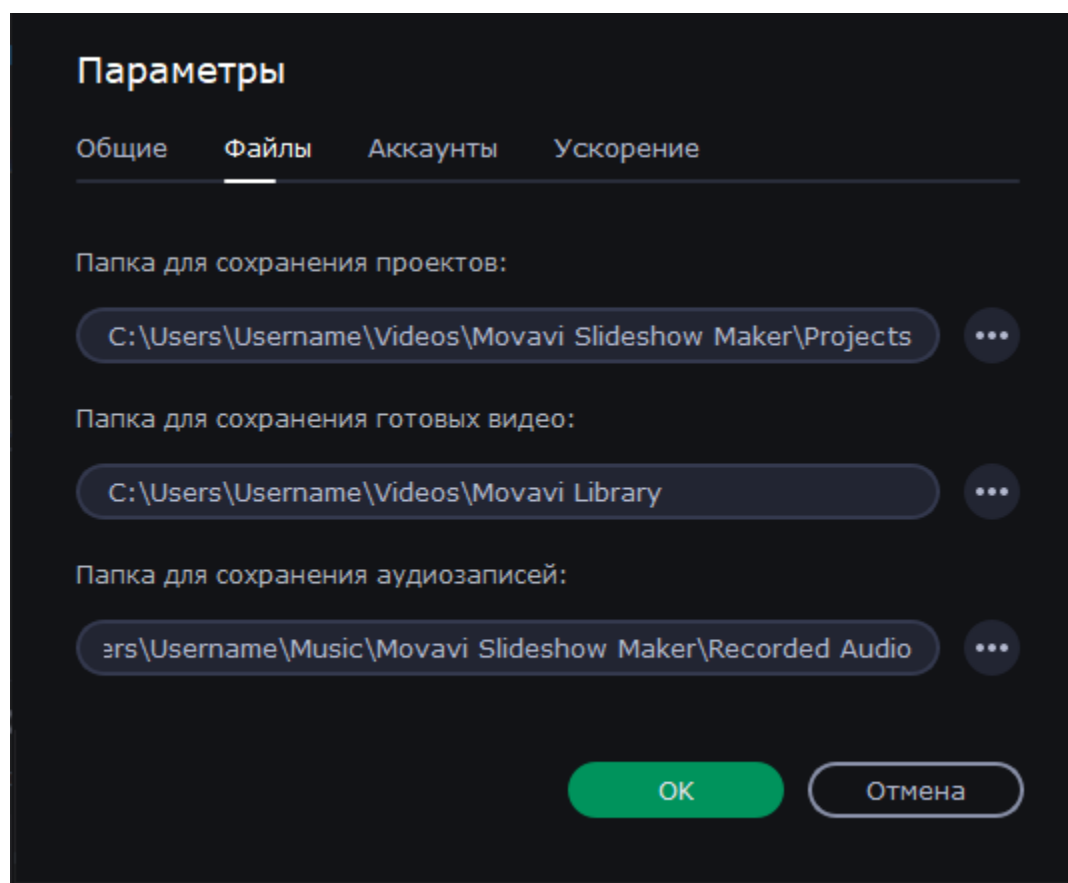 Параметры
Общие Файлы Аккаунты Ускорение
Папка для сохранения проектов:
C:\Users\Username\Videos\Movavi Slideshow Maker\Projects
Папка для сохранения готовых видео:
C:\Users\Username\Videos\Movavi Library
Папка для сохранения аудиозаписей:
ers\Username\Music\Movavi Slideshow Maker\Recorded Audio
OK Отмена